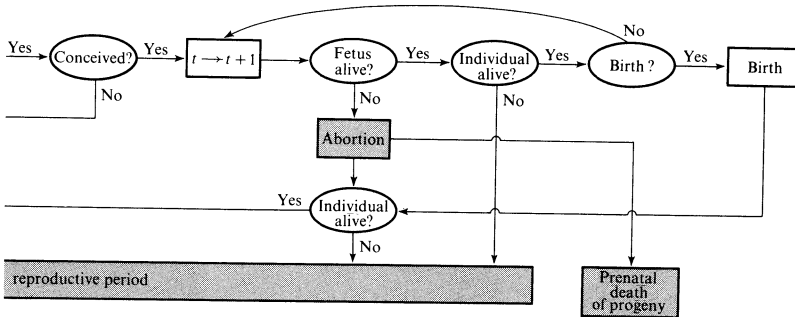 No
Yes
Conceived?
Yes
t → t + 1
Fetus
alive?
Yes
Individual
alive?
Yes
Birth ?
Yes
Birth
No
No
No
Abortion
Yes
Individual
alive?
No
reproductive period
Prenatal
death
of progeny